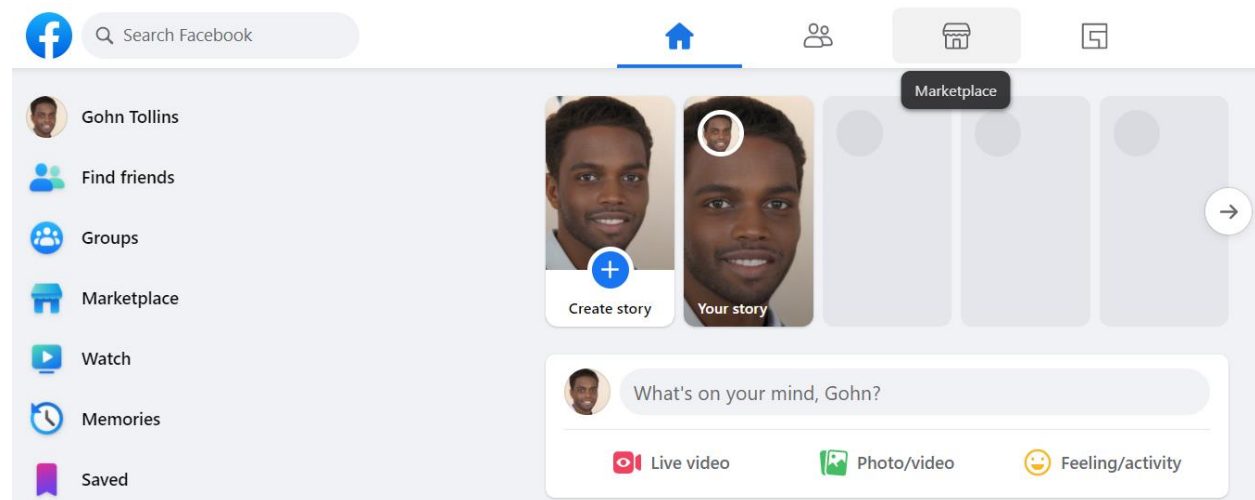 Search Facebook
Marketplace
Gohn Tollins
Find friends
Groups
Marketplace
Watch
Memories
Saved
Create story
Your story
What's on your mind, Gohn?
Live video
Photo/video
Feeling/activity